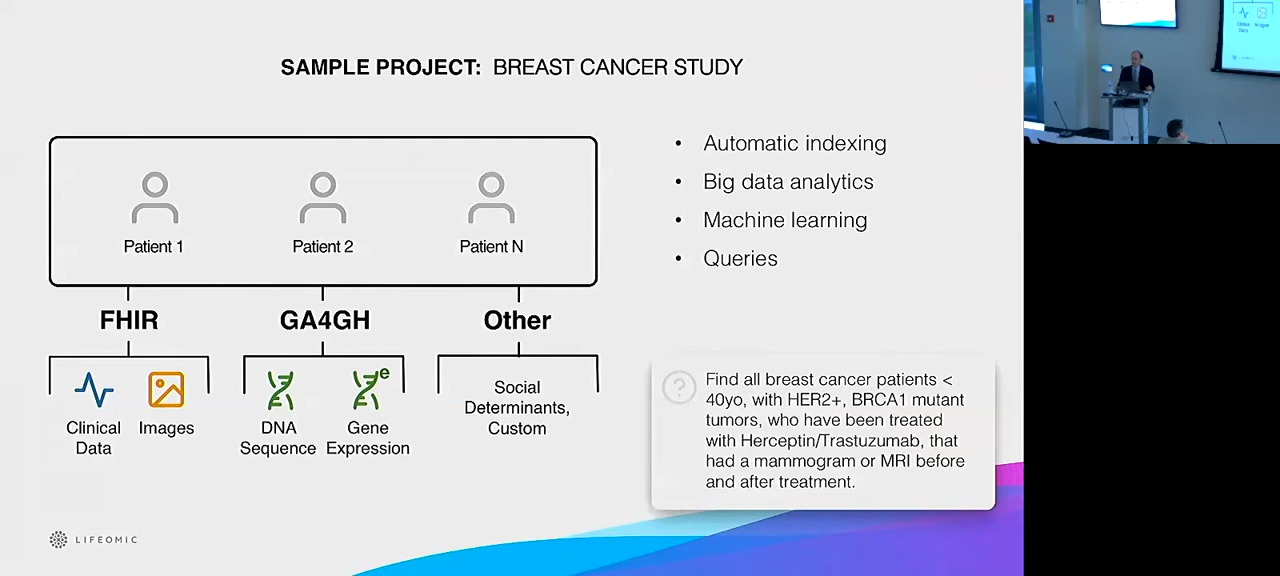 SAMPLE PROJECT: BREAST CANCER STUDY
Patient 1
Patient 2
Patient N
FHIR
GA4GH
Other
Clinical
Data
Images
DNA
Sequence
e
Gene
Expression
Social
Determinants,
Custom
• Automatic indexing
• Big data analytics
• Machine learning
• Queries
?
Find all breast cancer patients <
40yo, with HER2+, BRCA1 mutant
tumors, who have been treated
with Herceptin/Trastuzumab, that
had a mammogram or MRI before
and after treatment.
LIFEOMIC
Clinical
Data
Images